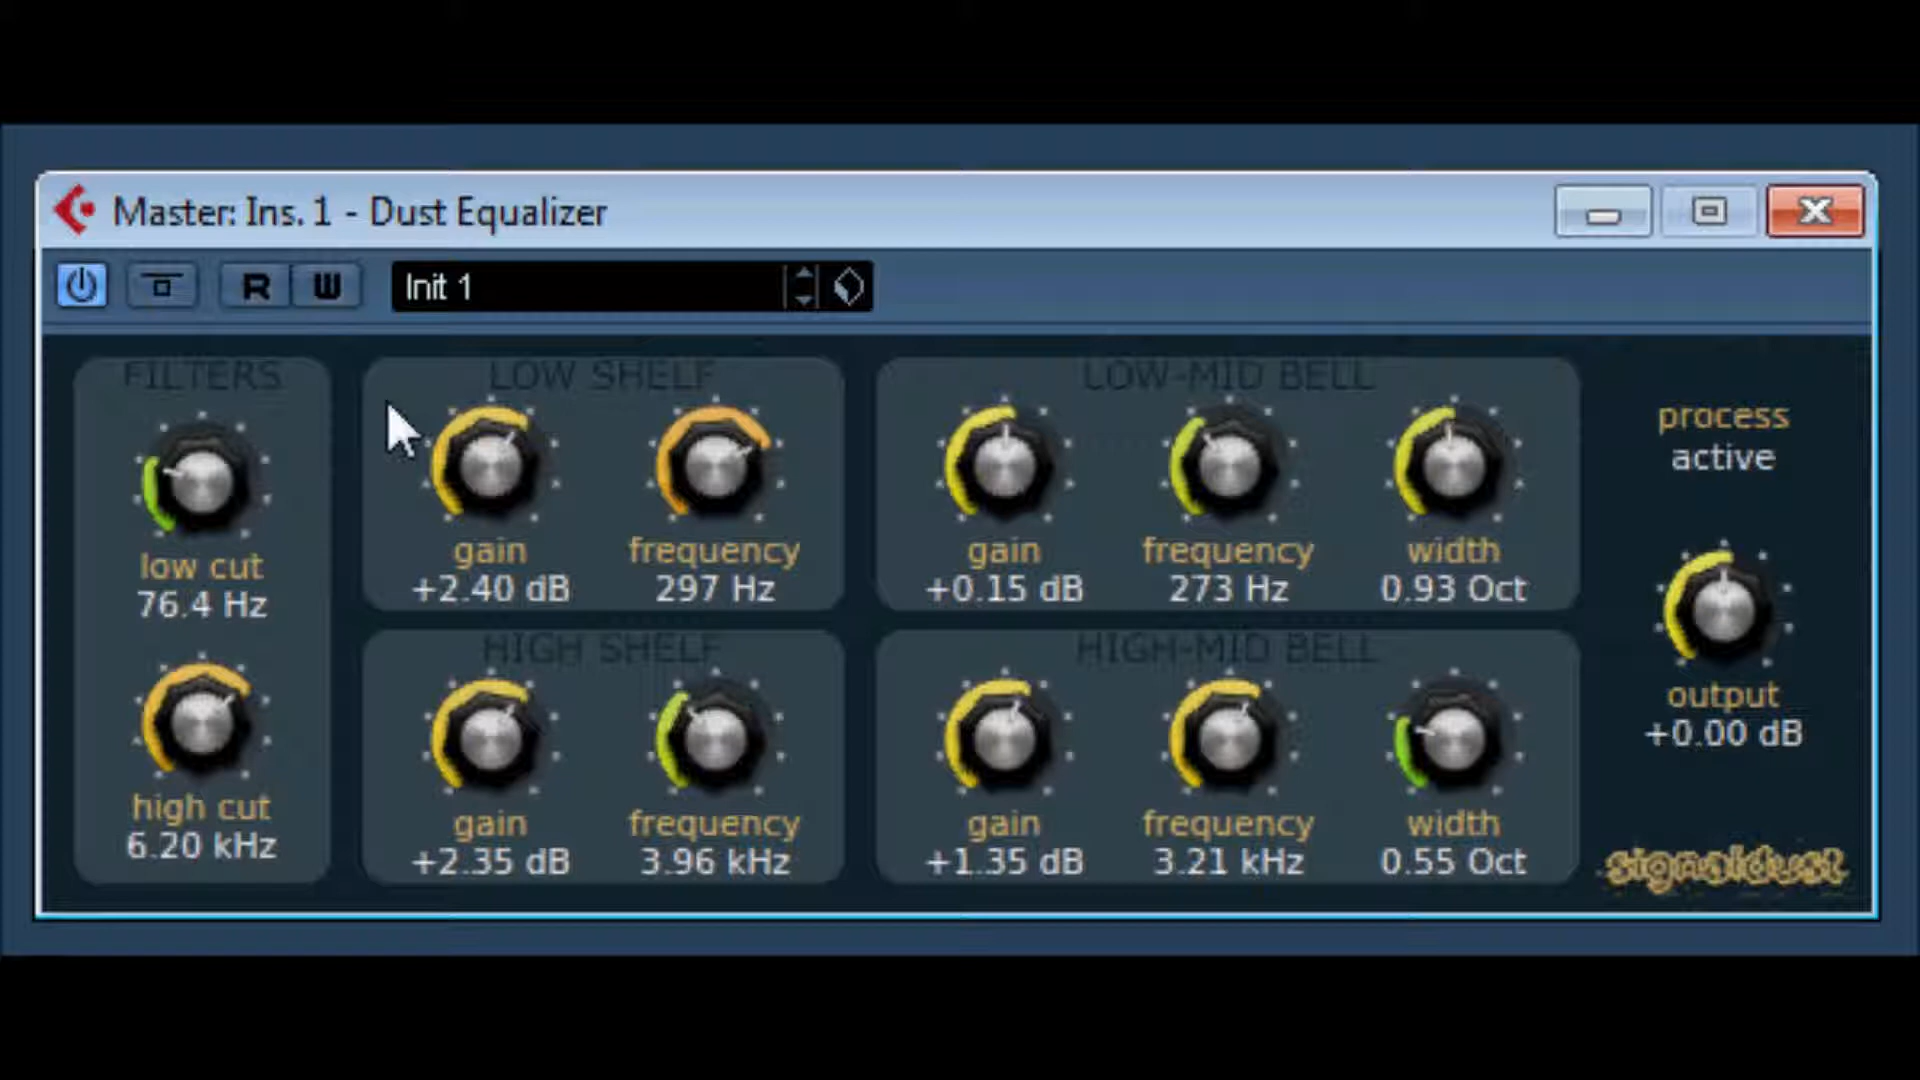 Master: Ins. 1 - Dust Equalizer
R W Init 1
FILTERS
low cut
76.4 Hz
high cut
6.20 kHz
LOW SHELF
gain frequency
+2.40 dB 297 Hz
HIGH SHELF
gain frequency
+2.35 dB 3.96 kHz
LOW-MID BELL
gain frequency width
+0.15 dB 273 Hz 0.93 Oct
HIGH-MID BELL
gain frequency width
+1.35 dB 3.21 kHz 0.55 Oct
process
active
output
+0.00 dB
signaldust